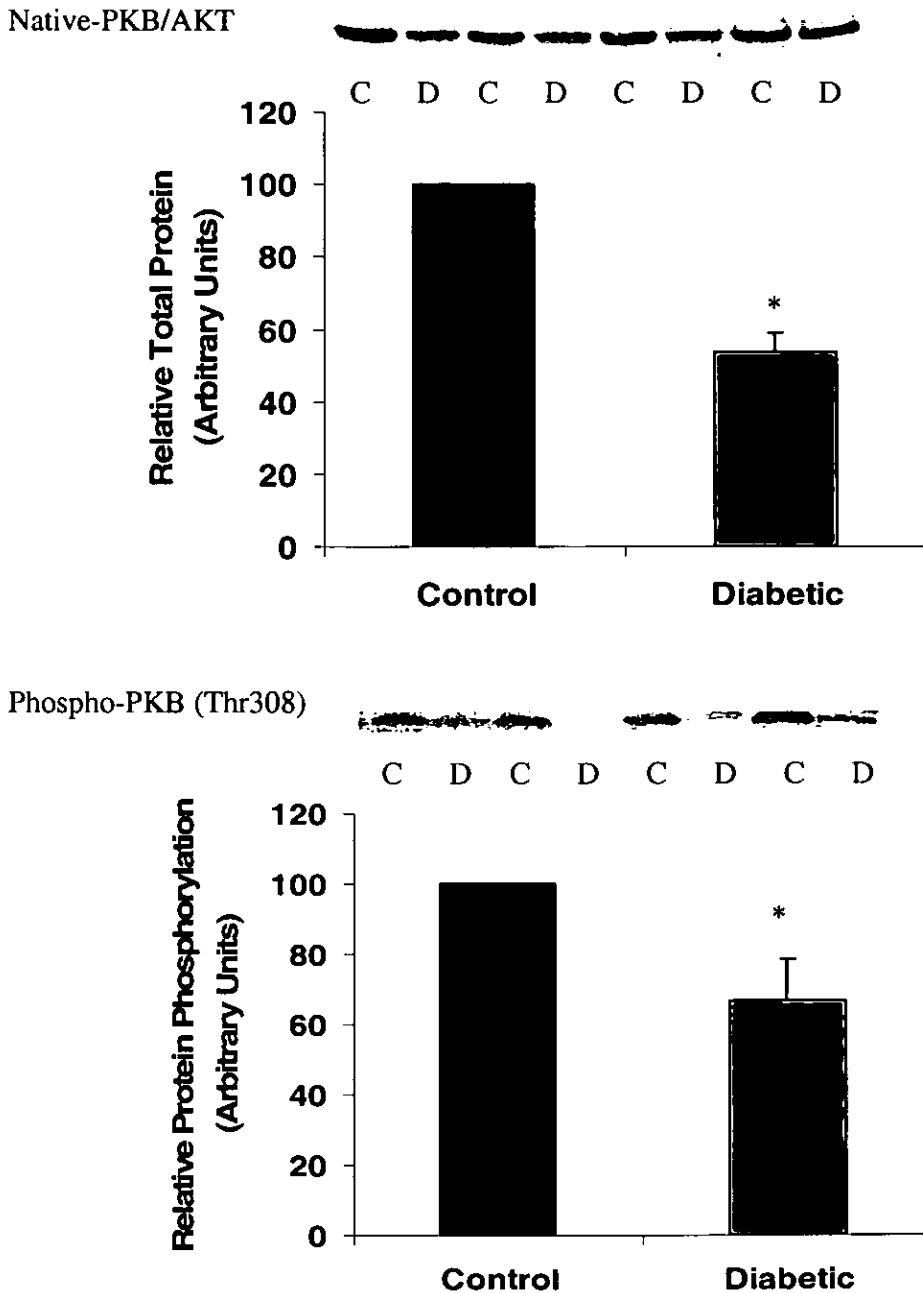 Native-PKB/AKT
C D C D C D C D
120
100
80
60
40
20
0
Relative Total Protein
(Arbitrary Units)
*
Control Diabetic
Phospho-PKB (Thr308)
C D C D C D C D
120
100
80
60
40
20
0
Relative Protein Phosphorylation
(Arbitrary Units)
*
Control Diabetic